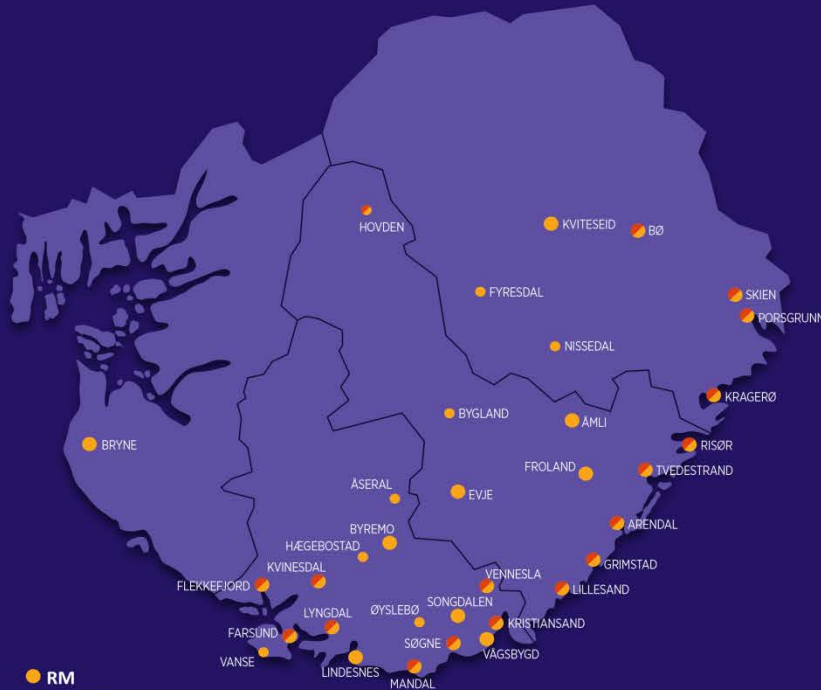 HOVDEN
KVITESEID
BØ
FYRESDAL
SKIEN
PORSGRUNN
NISSEDAL
KRAGERØ
BYGLAND
ÅMLI
BRYNE
RISØR
FROLAND
TVEDESTRAND
ÅSERAL
EVJE
ARENDAL
BYREMO
HÆGEBOSTAD
GRIMSTAD
KVINESDAL
VENNESLA
FLEKKEFJORD
LILLESAND
ØYSLEBØ
SONGDALEN
LYNGDAL
KRISTIANSAND
FARSUND
SØGNE
VÅGSBYGD
VANSE
LINDESNES
MANDAL
RM